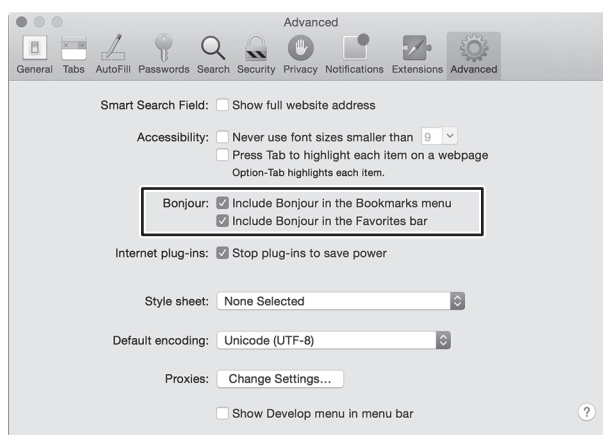 Advanced
General Tabs AutoFill Passwords Search Security Privacy Notifications Extensions Advanced
Smart Search Field: Show full website address
Accessibility: Never use font sizes smaller than 9
Press Tab to highlight each item on a webpage
Option-Tab highlights each item.
Bonjour: Include Bonjour in the Bookmarks menu
Include Bonjour in the Favorites bar
Internet plug-ins: Stop plug-ins to save power
Style sheet: None Selected
Default encoding: Unicode (UTF-8)
Proxies: Change Settings...
Show Develop menu in menu bar
?